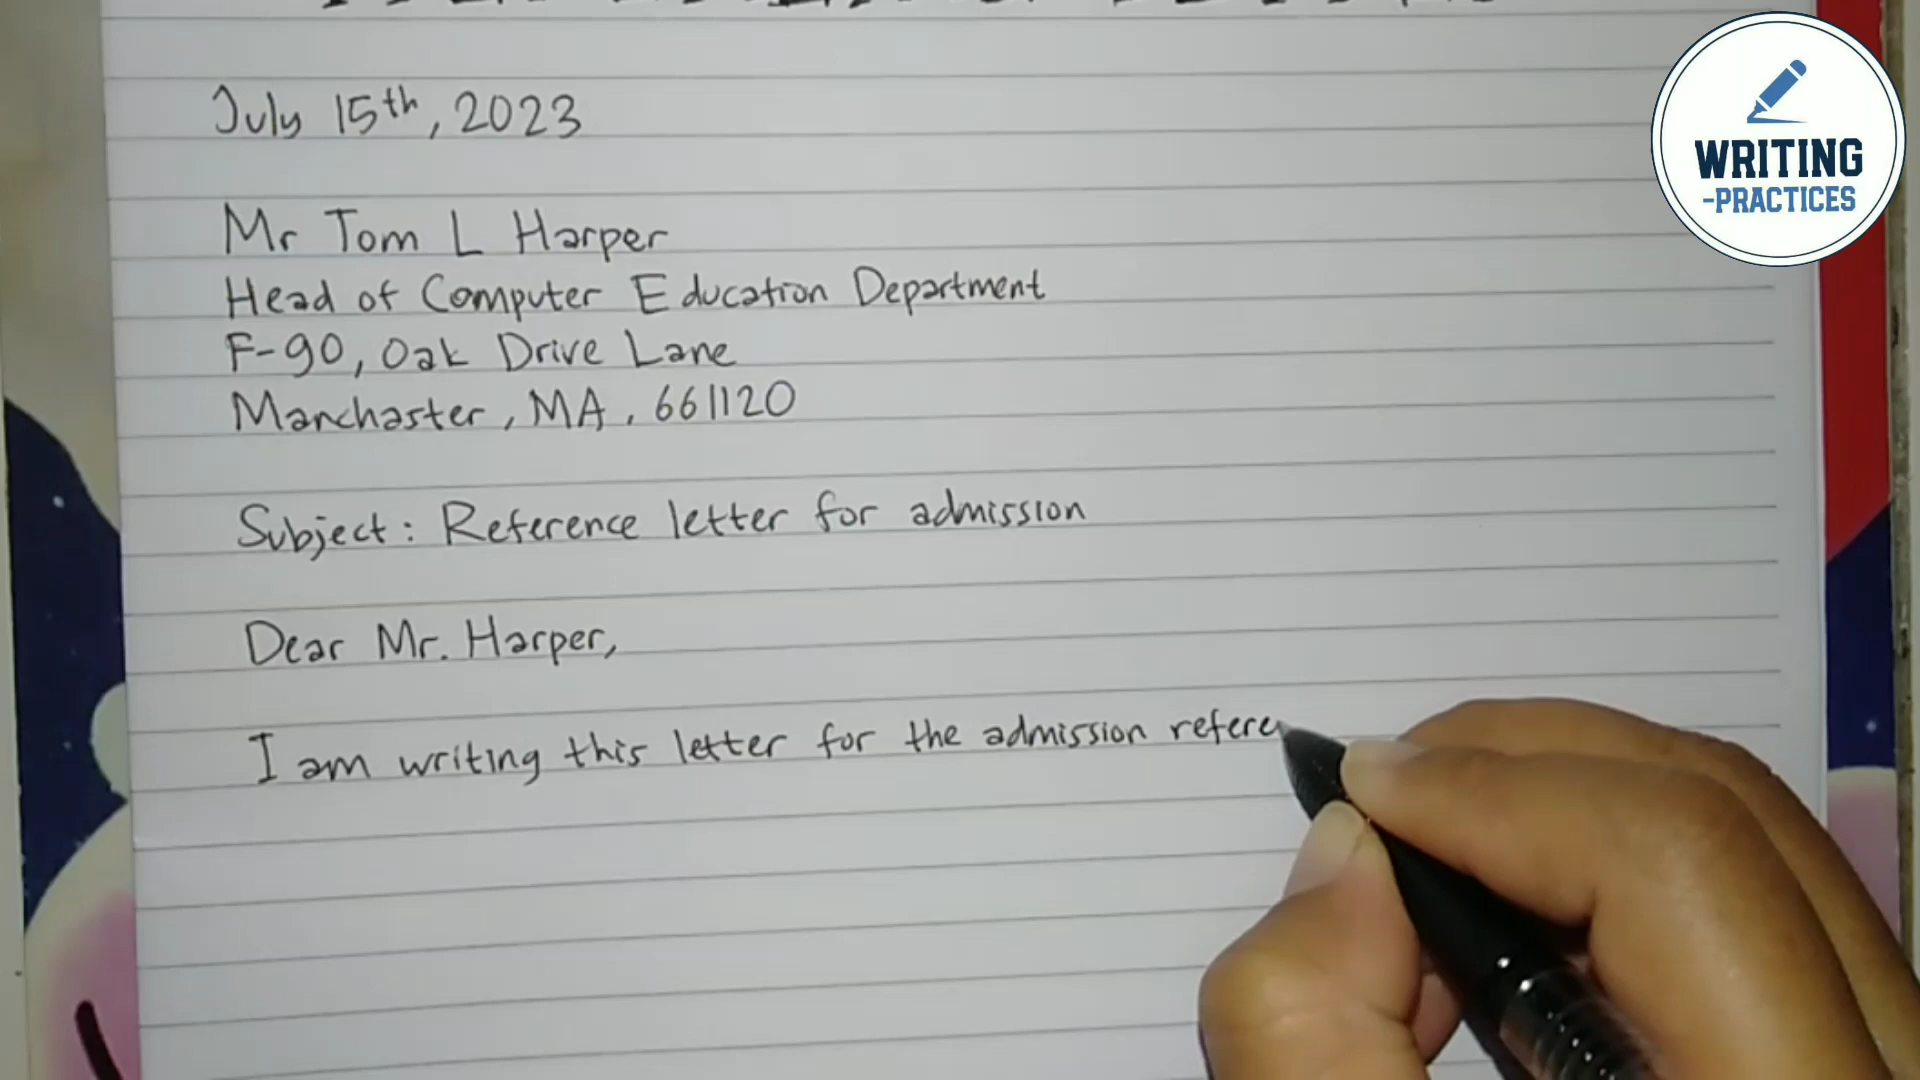 July 15th, 2023
Mr Tom L Harper
Head of Computer Education Department
F-90, Oak Drive Lane
Manchaster, MA, 661120
Subject: Reference letter for admission
Dear Mr. Harper,
I am writing this letter for the admission refere
WRITING
-PRACTICES